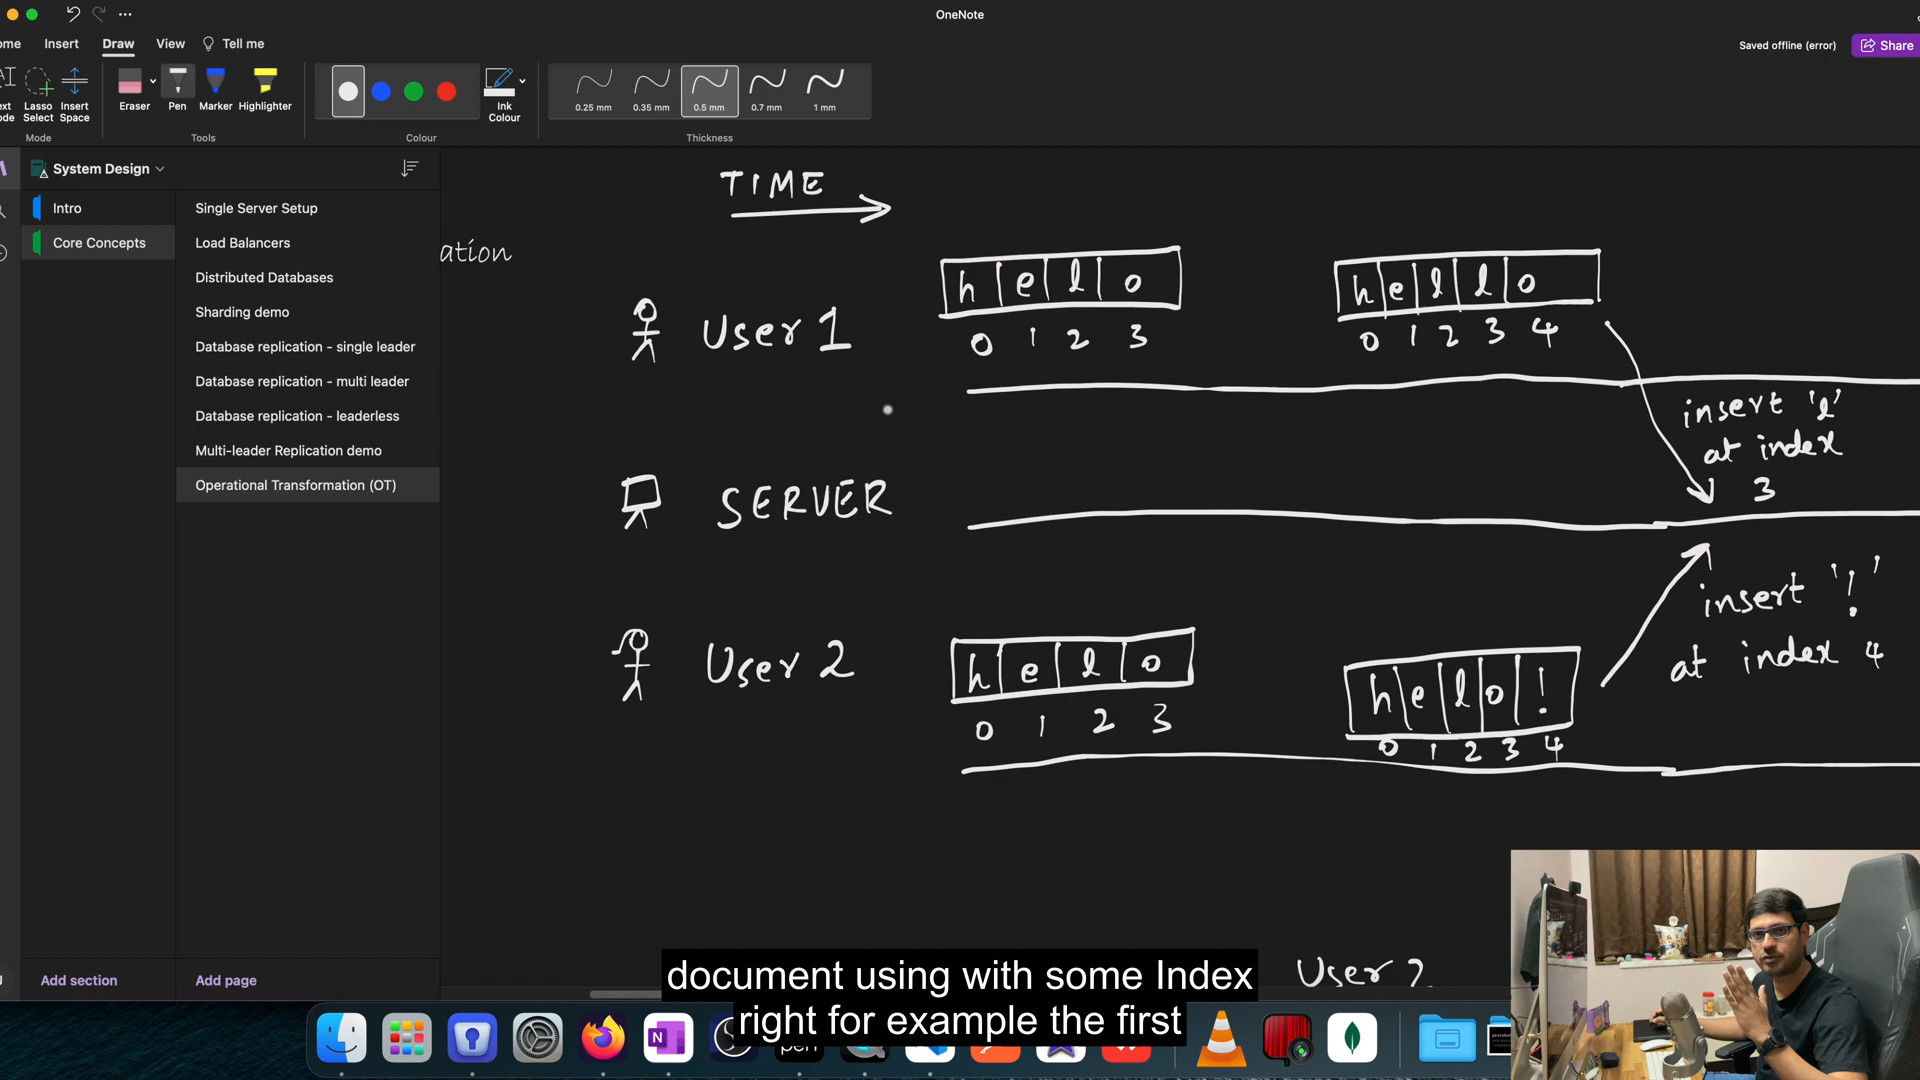 OneNote
ome
Insert
Draw
View
Tell me
Saved offline (error)
Share
ext
ode
Lasso
Select
Insert
Space
Eraser
Pen
Marker
Highlighter
Ink
Colour
0.25 mm
0.35 mm
0.5 mm
0.7 mm
1 mm
Mode
Tools
Colour
Thickness
System Design
Intro
Core Concepts
Single Server Setup
Load Balancers
Distributed Databases
Sharding demo
Database replication - single leader
Database replication - multi leader
Database replication - leaderless
Multi-leader Replication demo
Operational Transformation (OT)
Add section
Add page
ation
TIME
User 1
h e l o
0 1 2 3
h e l l o
0 1 2 3 4
insert 'l'
at index
3
SERVER
insert '!'
at index 4
User 2
h e l o
0 1 2 3
h e l o !
0 1 2 3 4
User 2
document using with some Index
right for example the first
pen